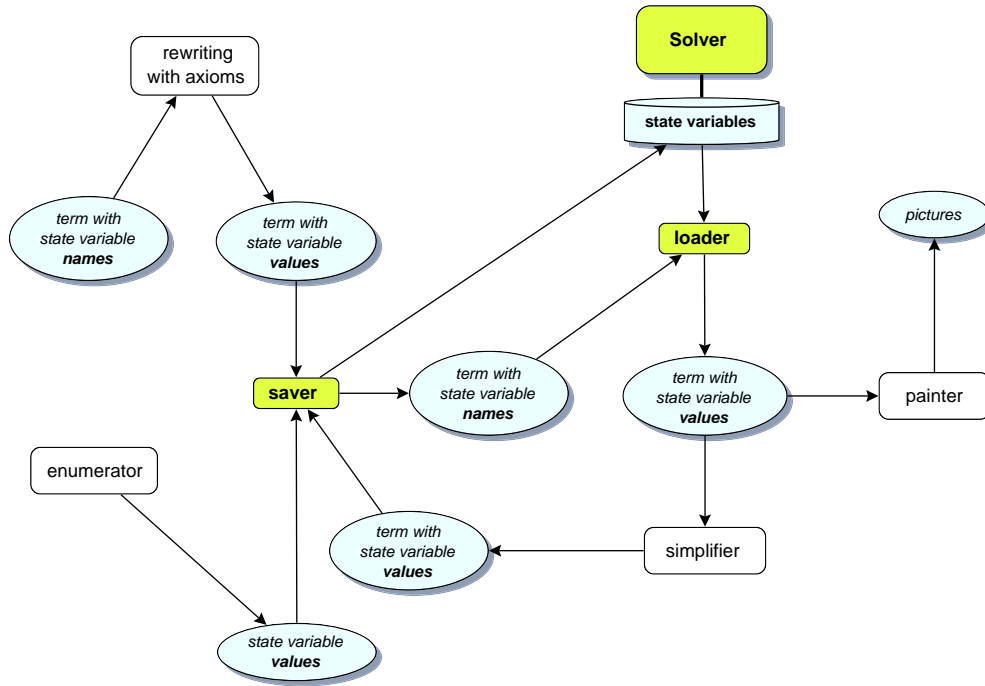 Solver
rewriting
with axioms
state variables
term with
state variable
names
term with
state variable
values
pictures
loader
saver
term with
state variable
names
term with
state variable
values
painter
enumerator
term with
state variable
values
simplifier
state variable
values